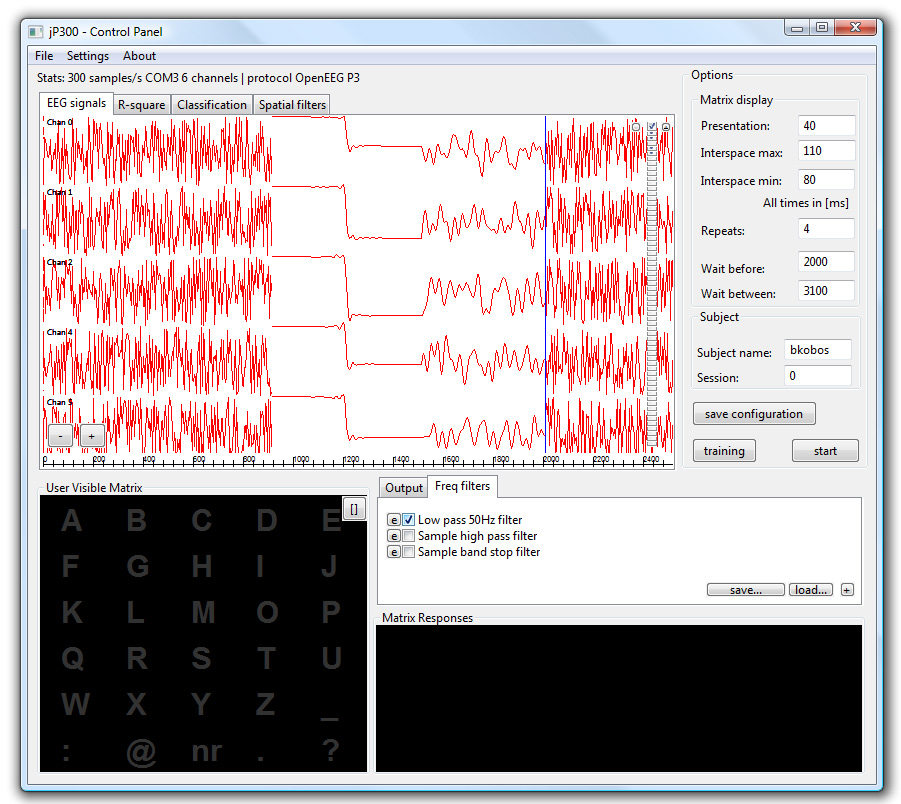 jP300 - Control Panel
File Settings About
Stats: 300 samples/s COM3 6 channels | protocol OpenEEG P3
EEG signals R-square Classification Spatial filters
Chan 0
Chan 1
Chan 2
Chan 4
Chan 5
- +
0 200 400 600 800 1000 1200 1400 1600 1800 2000 2200 2400
Options
Matrix display
Presentation: 40
Interspace max: 110
Interspace min: 80
All times in [ms]
Repeats: 4
Wait before: 2000
Wait between: 3100
Subject
Subject name: bkobos
Session: 0
save configuration
training start
User Visible Matrix
[]
A B C D E
F G H I J
K L M O P
Q R S T U
W X Y Z _
: @ nr . ?
Output Freq filters
e Low pass 50Hz filter
e Sample high pass filter
e Sample band stop filter
save... load... +
Matrix Responses